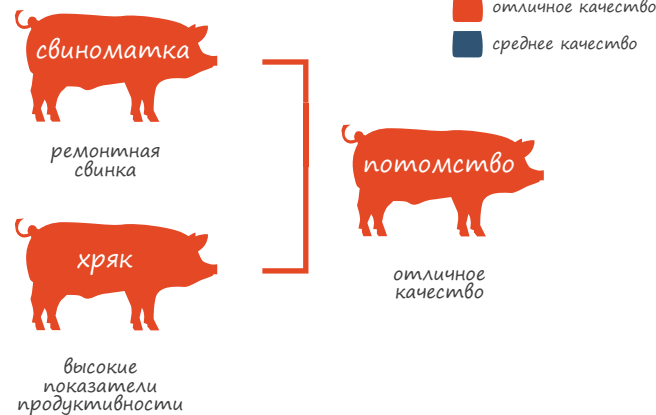 отличное качество
среднее качество
свиноматка
ремонтная
свинка
потомство
отличное
качество
хряк
высокие
показатели
продуктивности